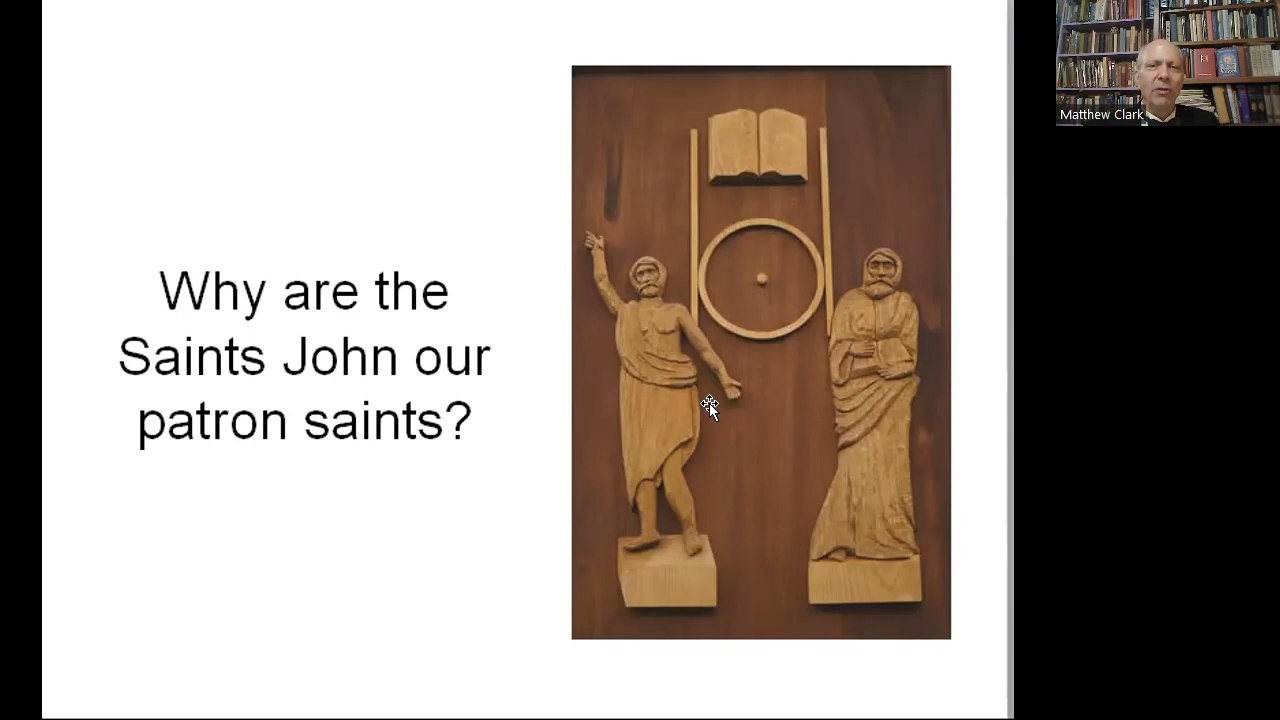 Why are the
Saints John our
patron saints?
Matthew Clark